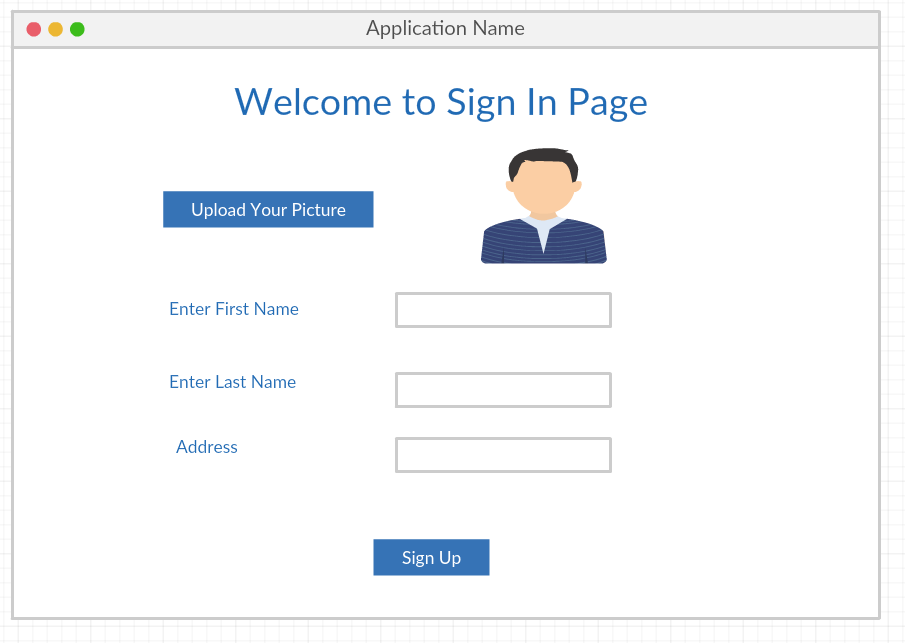 Application Name
Welcome to Sign In Page
Upload Your Picture
Enter First Name
Enter Last Name
Address
Sign Up